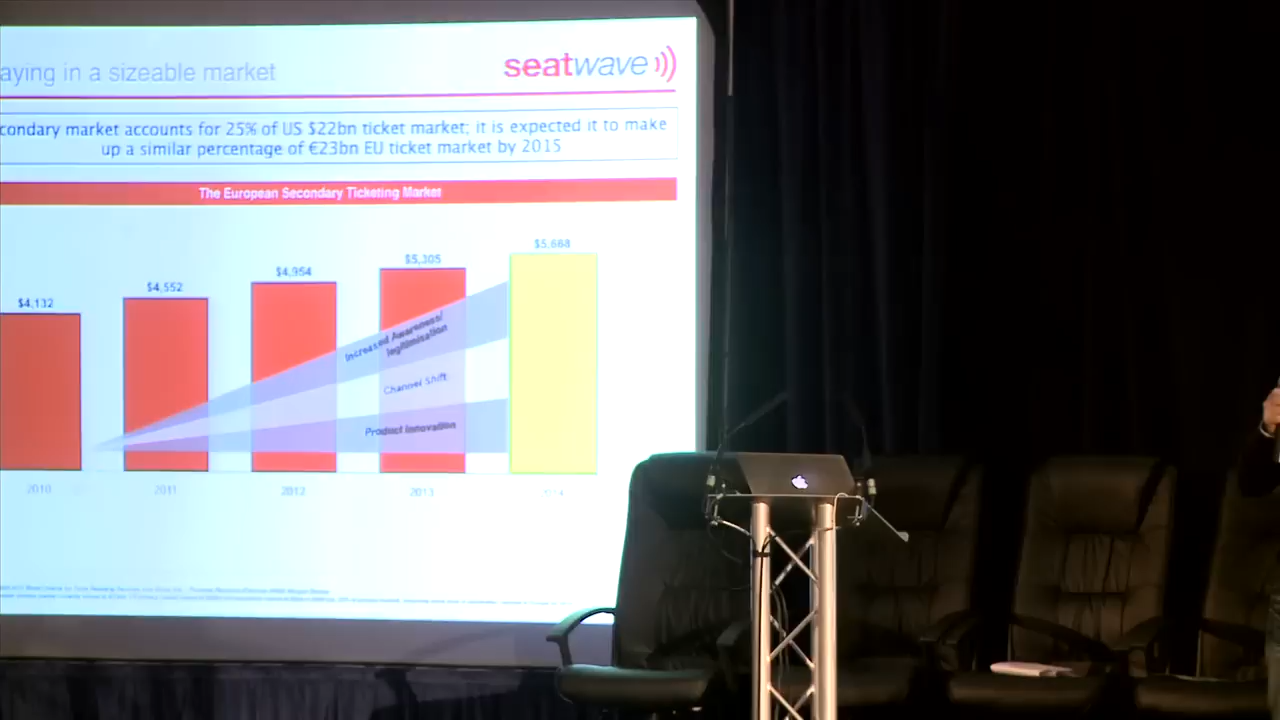 aying in a sizeable market
seatwave
condary market accounts for 25% of US $22bn ticket market; it is expected it to make
up a similar percentage of €23bn EU ticket market by 2015
The European Secondary Ticketing Market
$4,132
$4,552
$4,954
$5,305
$5,668
Increased Awareness/
legitimisation
Channel Shift
Product Innovation
2010
2011
2012
2013